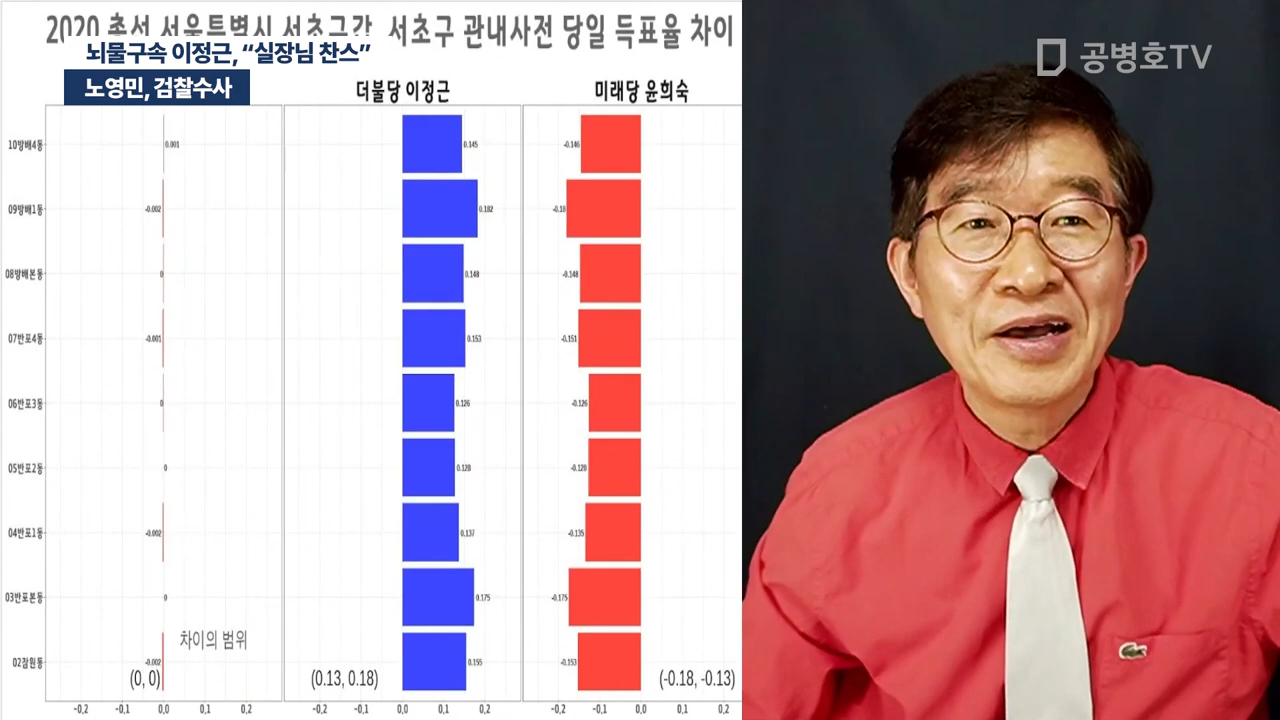 2020 총선 서울특별시 서초구갑 서초구 관내사전 당일 득표율 차이
뇌물구속 이정근, “실장님 찬스”
노영민, 검찰수사
공병호TV
더불당 이정근
미래당 윤희숙
10방배4동 0.001 0.145 -0.146
09방배1동 -0.002 0.182 -0.18
08방배본동 0 0.148 -0.148
07반포4동 -0.001 0.153 -0.151
06반포3동 0 0.126 -0.126
05반포2동 0 0.128 -0.128
04반포1동 -0.002 0.137 -0.135
03반포본동 0 0.175 -0.175
차이의 범위
02잠원동 -0.002 0.155 -0.153
(0, 0) (0.13, 0.18) (-0.18, -0.13)
-0,2 -0,1 0,0 0,1 0,2 -0,2 -0,1 0,0 0,1 0,2 -0,2 -0,1 0,0 0,1 0,2